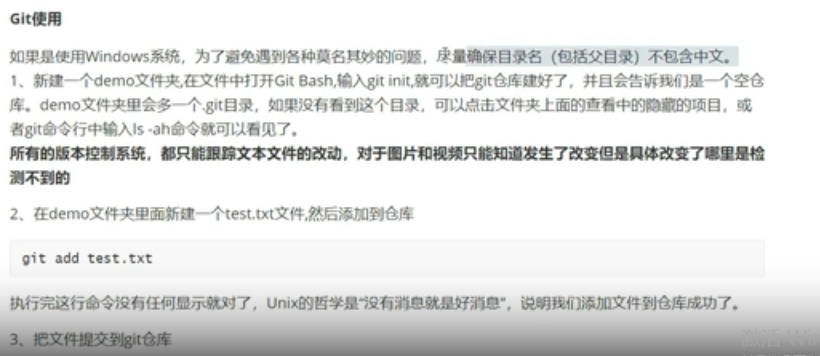 Git使用
如果是使用Windows系统，为了避免遇到各种莫名其妙的问题，尽量确保目录名（包括父目录）不包含中文。
1、新建一个demo文件夹,在文件中打开Git Bash,输入git init,就可以把git仓库建好了，并且会告诉我们是一个空仓
库。demo文件夹里会多一个.git目录，如果没有看到这个目录，可以点击文件夹上面的查看中的隐藏的项目，或
者git命令行中输入ls -ah命令就可以看见了。
所有的版本控制系统，都只能跟踪文本文件的改动，对于图片和视频只能知道发生了改变但是具体改变了哪里是检
测不到的
2、在demo文件夹里面新建一个test.txt文件,然后添加到仓库
git add test.txt
执行完这行命令没有任何显示就对了，Unix的哲学是“没有消息就是好消息”，说明我们添加文件到仓库成功了。
3、把文件提交到git仓库